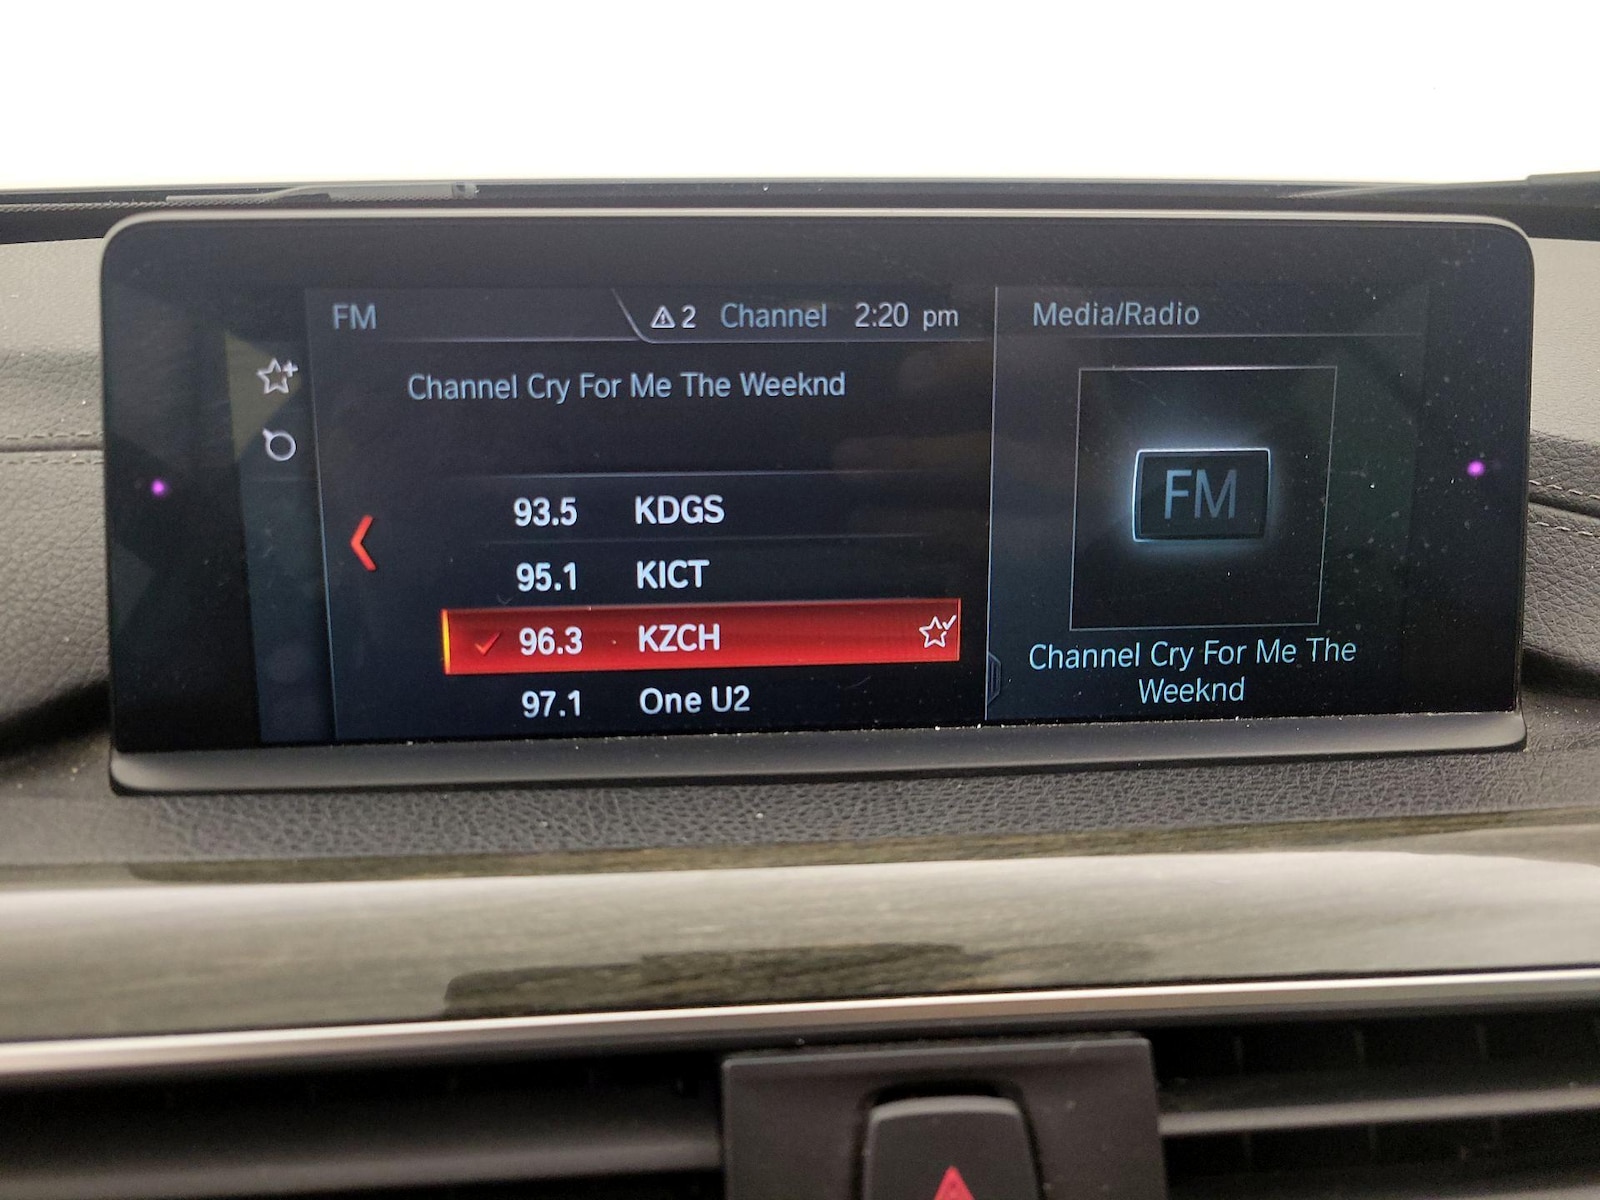 FM
2 Channel 2:20 pm
Media/Radio
Channel Cry For Me The Weeknd
93.5 KDGS
95.1 KICT
96.3 KZCH
97.1 One U2
FM
Channel Cry For Me The
Weeknd